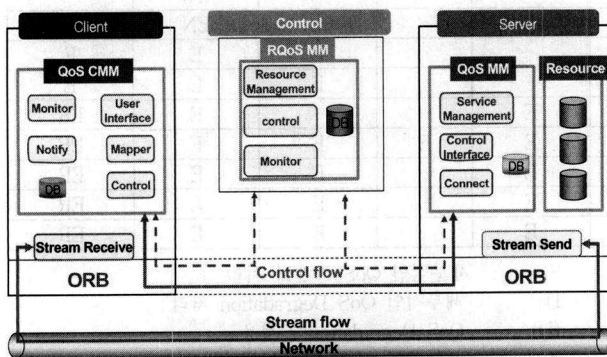 Client
Control
Server
QoS CMM
RQoS MM
QoS MM
Resource
Monitor
User
Interface
Notify
Mapper
DB
Control
Resource
Management
control
DB
Monitor
Service
Management
Control
Interface
DB
Connect
Stream Receive
Stream Send
ORB
Control flow
ORB
QoS Degradation
Stream flow
Network